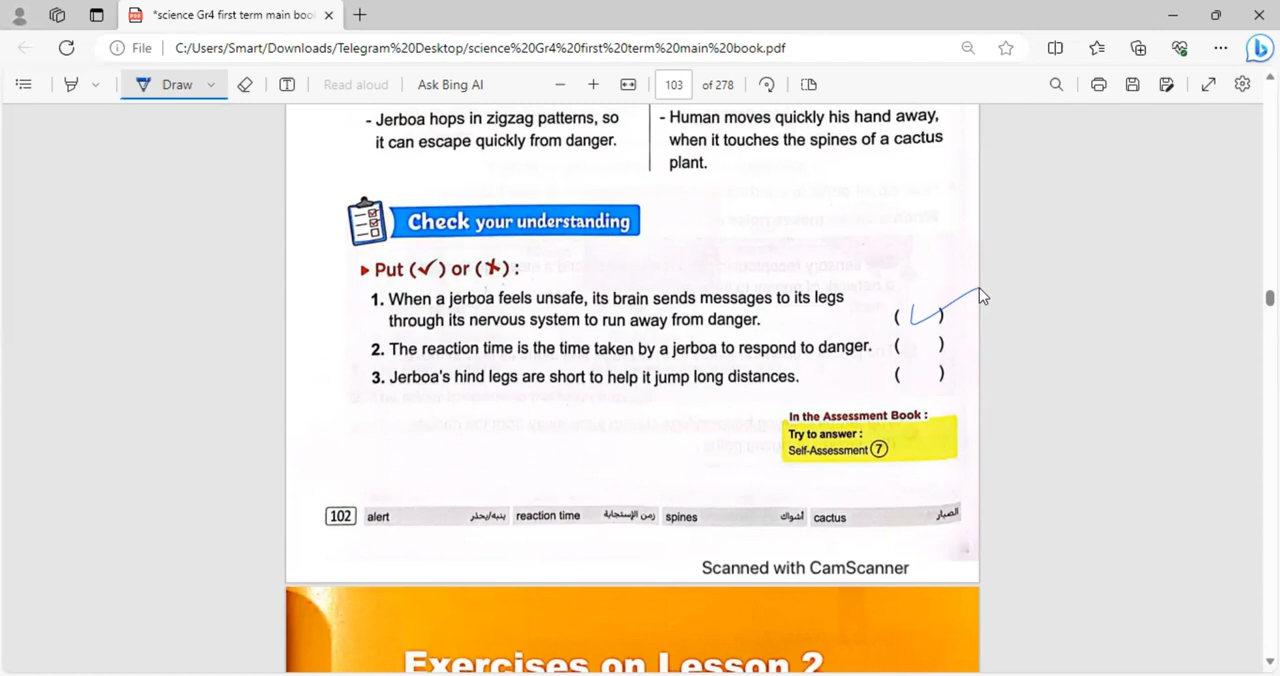 *science Gr4 first term main bool
File
C:/Users/Smart/Downloads/Telegram%20Desktop/science%20Gr4%20first%20term%20main%20book.pdf
Draw
Read aloud
Ask Bing AI
103 of 278
- Jerboa hops in zigzag patterns, so
it can escape quickly from danger.
- Human moves quickly his hand away,
when it touches the spines of a cactus
plant.
Check your understanding
Put (✓) or (✗) :
1. When a jerboa feels unsafe, its brain sends messages to its legs
through its nervous system to run away from danger. ( ✓ )
2. The reaction time is the time taken by a jerboa to respond to danger. ( )
3. Jerboa's hind legs are short to help it jump long distances. ( )
In the Assessment Book :
Try to answer :
Self-Assessment 7
102 alert ينبه/يحذر reaction time زمن الإستجابة spines أشواك cactus الصبار
Scanned with CamScanner
Exercises on Lesson 2